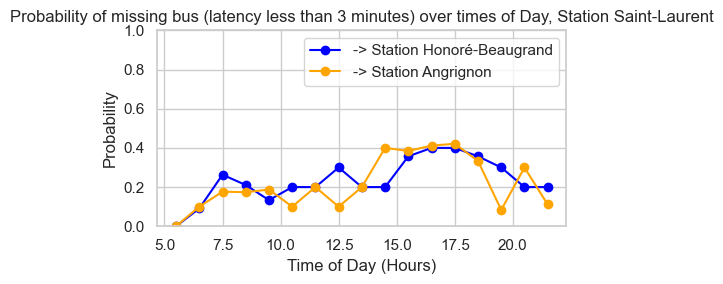 Probability of missing bus (latency less than 3 minutes) over times of Day, Station Saint-Laurent
1.0
0.8
0.6
0.4
0.2
0.0
Probability
-> Station Honoré-Beaugrand
-> Station Angrignon
5.0 7.5 10.0 12.5 15.0 17.5 20.0
Time of Day (Hours)